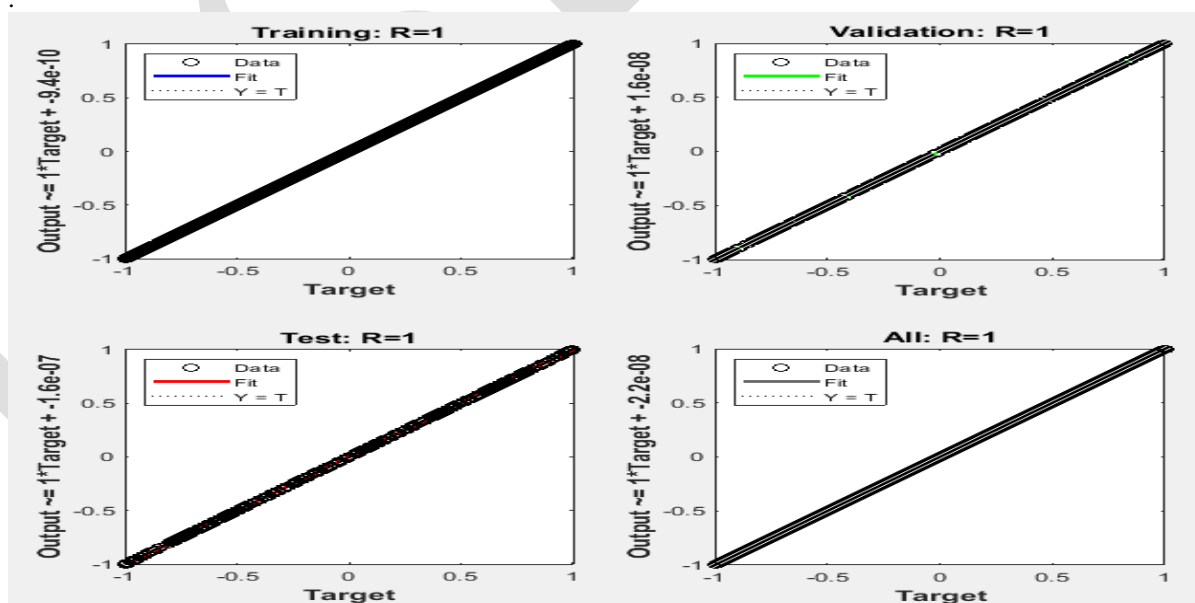 .
Training: R=1
Output ~= 1*Target + -9.4e-10
1
0.5
0
-0.5
-1
Data
Fit
Y = T
-1 -0.5 0 0.5 1
Target
Validation: R=1
Output ~= 1*Target + 1.6e-08
1
0.5
0
-0.5
-1
Data
Fit
Y = T
-1 -0.5 0 0.5 1
Target
Test: R=1
Output ~= 1*Target + -1.6e-07
1
0.5
0
-0.5
-1
Data
Fit
Y = T
-1 -0.5 0 0.5 1
Target
All: R=1
Output ~= 1*Target + -2.2e-08
1
0.5
0
-0.5
-1
Data
Fit
Y = T
-1 -0.5 0 0.5 1
Target